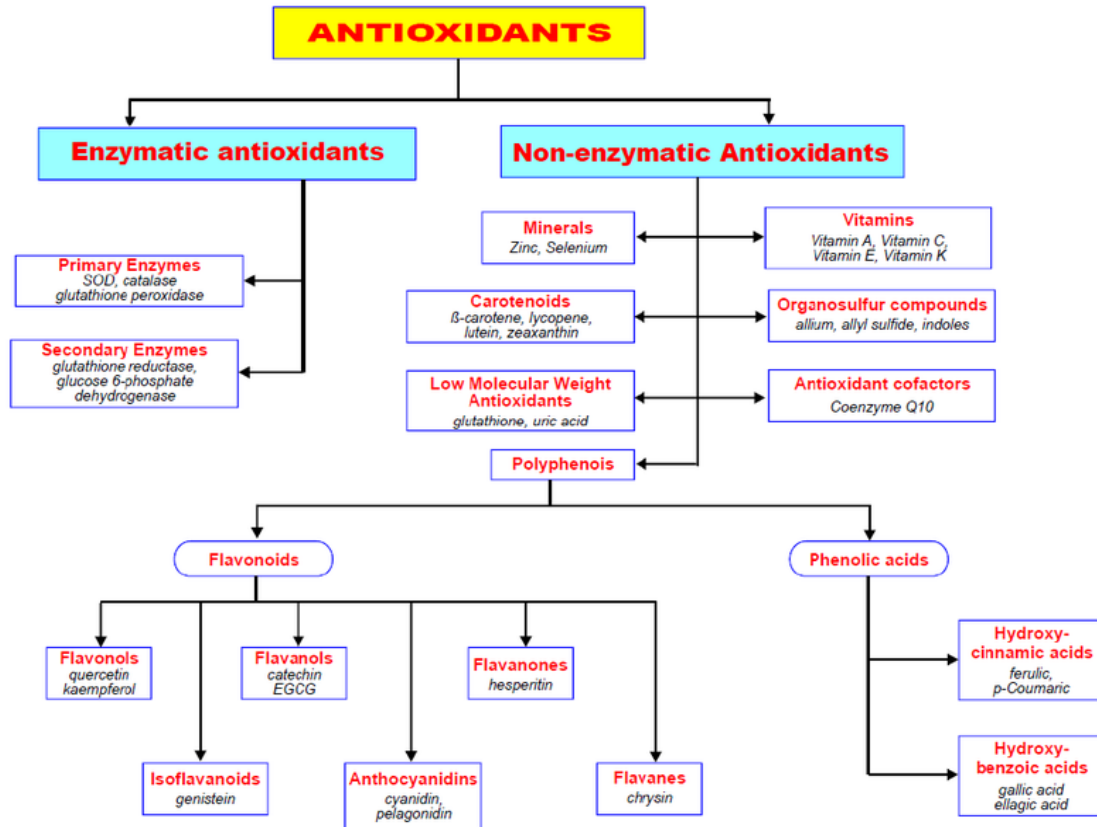 ANTIOXIDANTS
Enzymatic antioxidants
Non-enzymatic Antioxidants
Primary Enzymes
SOD, catalase
glutathione peroxidase
Secondary Enzymes
glutathione reductase,
glucose 6-phosphate
dehydrogenase
Minerals
Zinc, Selenium
Vitamins
Vitamin A, Vitamin C,
Vitamin E, Vitamin K
Carotenoids
ß-carotene, lycopene,
lutein, zeaxanthin
Organosulfur compounds
allium, allyl sulfide, indoles
Low Molecular Weight
Antioxidants
glutathione, uric acid
Antioxidant cofactors
Coenzyme Q10
Polyphenois
Flavonoids
Phenolic acids
Flavonols
quercetin
kaempferol
Flavanols
catechin
EGCG
Flavanones
hesperitin
Isoflavanoids
genistein
Anthocyanidins
cyanidin,
pelagonidin
Flavanes
chrysin
Hydroxy-
cinnamic acids
ferulic,
p-Coumaric
Hydroxy-
benzoic acids
gallic acid
ellagic acid